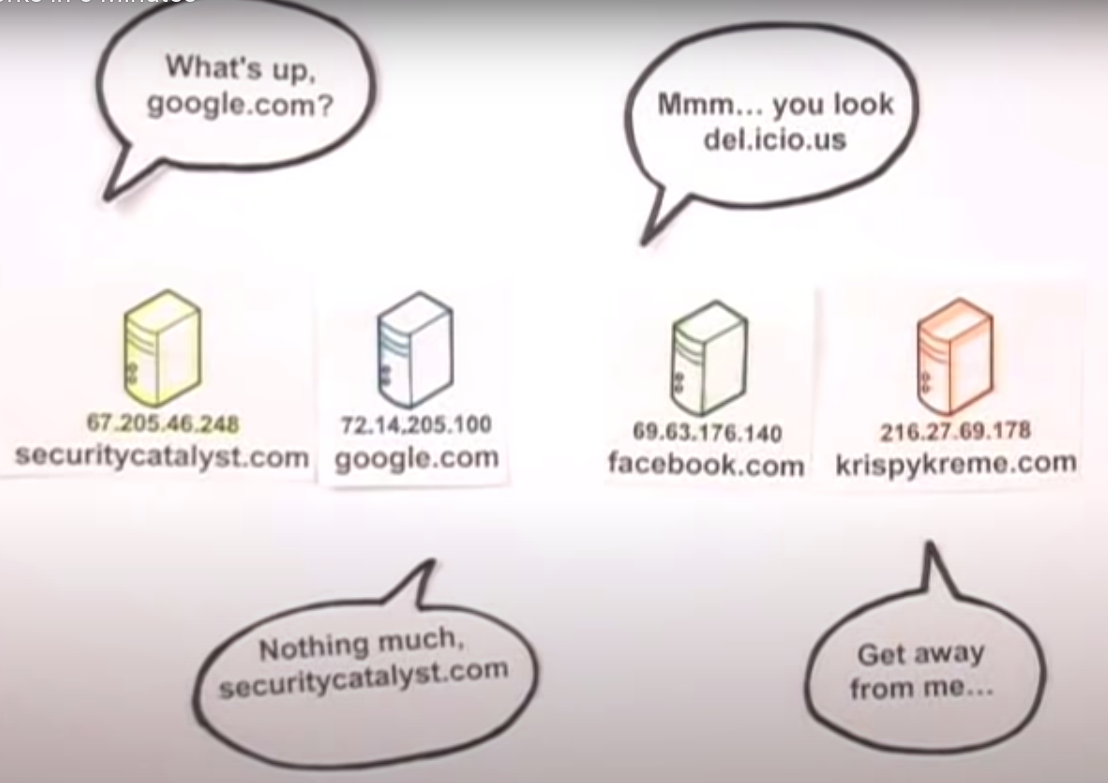 What's up,
google.com?
Mmm... you look
del.icio.us
67.205.46.248
securitycatalyst.com
72.14.205.100
google.com
69.63.176.140
facebook.com
216.27.69.178
krispykreme.com
Nothing much,
securitycatalyst.com
Get away
from me...